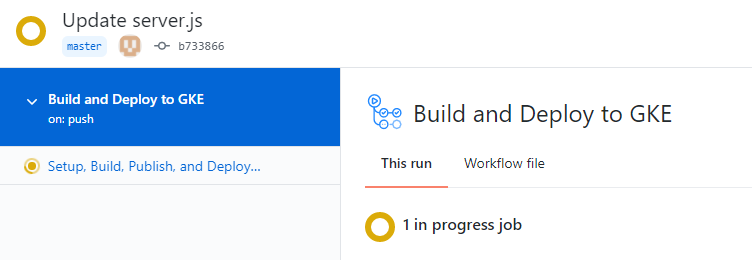 Update server.js
master b733866
Build and Deploy to GKE
on: push
Setup, Build, Publish, and Deploy...
Build and Deploy to GKE
This run Workflow file
1 in progress job